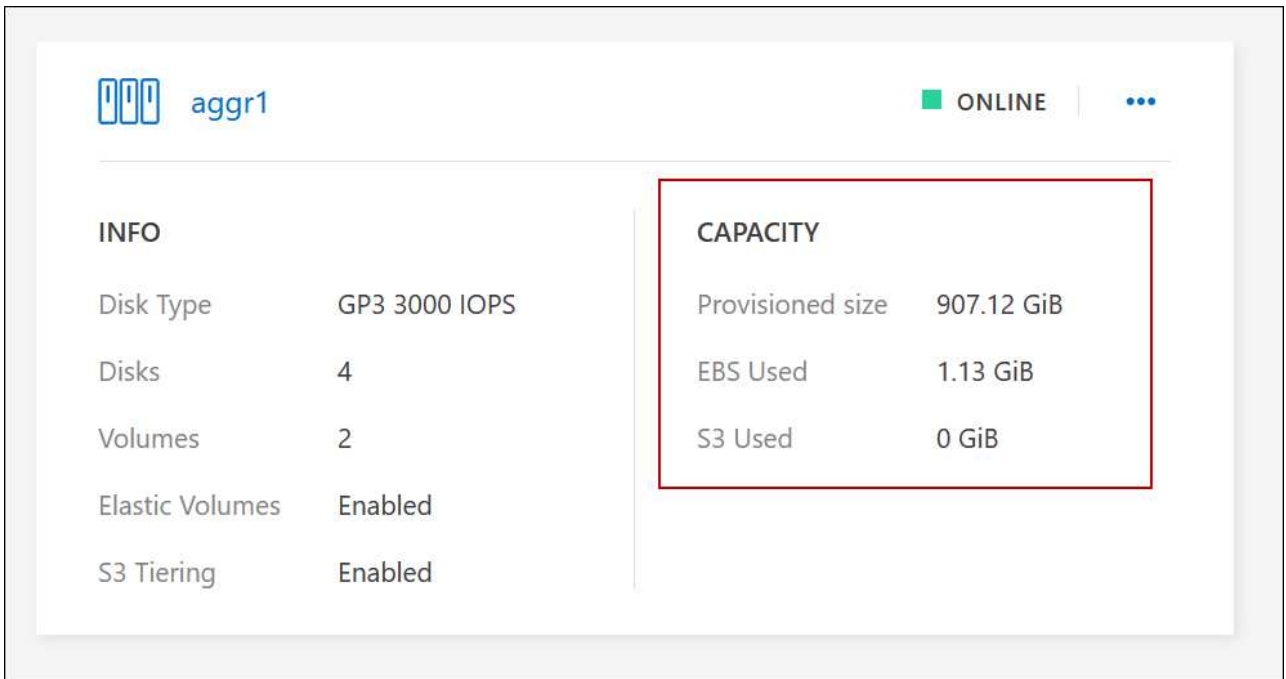 aggr1
ONLINE
INFO
Disk Type GP3 3000 IOPS
Disks 4
Volumes 2
Elastic Volumes Enabled
S3 Tiering Enabled
CAPACITY
Provisioned size 907.12 GiB
EBS Used 1.13 GiB
S3 Used 0 GiB